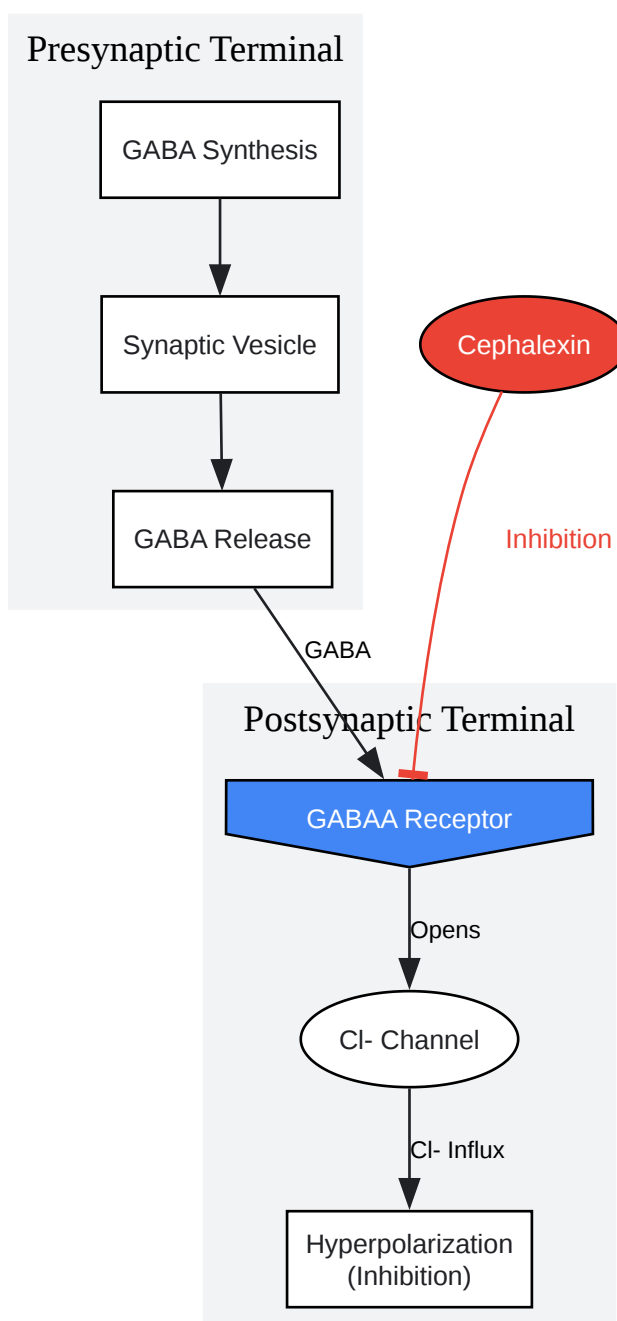 Presynaptic Terminal
GABA Synthesis
Synaptic Vesicle
Cephalexin
GABA Release
Inhibition
GABA
Postsynaptic Terminal
GABAA Receptor
Opens
Cl- Channel
Cl- Influx
Hyperpolarization
(Inhibition)